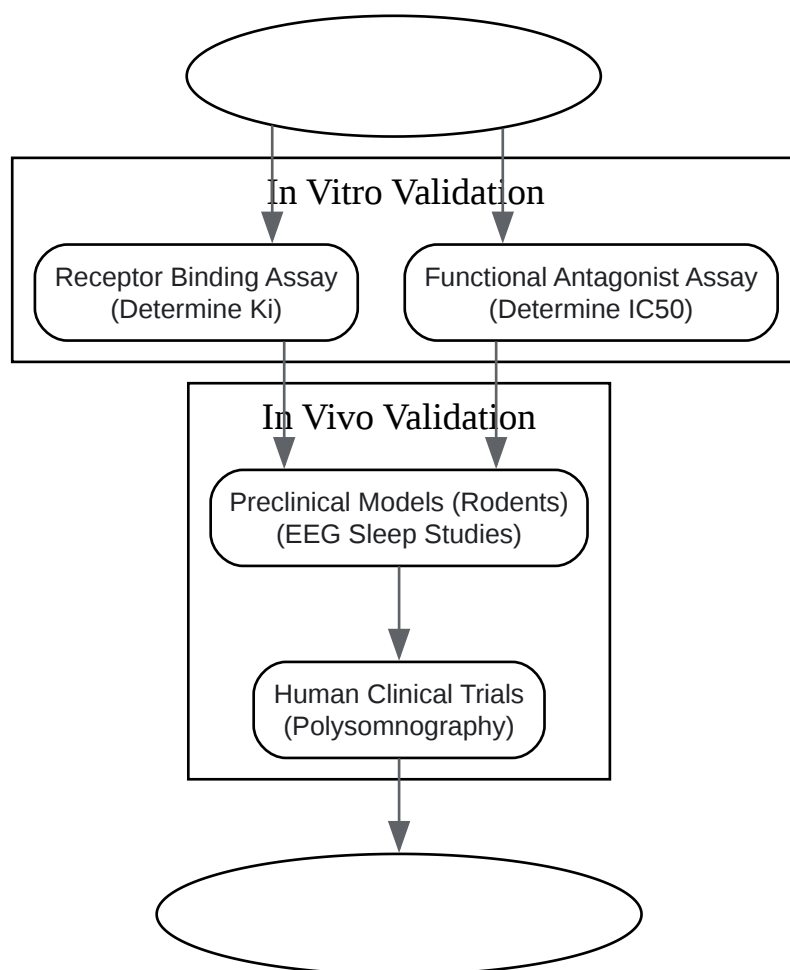 In Vitro Validation
Receptor Binding Assay
(Determine Ki)
Functional Antagonist Assay
(Determine IC50)
In Vivo Validation
Preclinical Models (Rodents)
(EEG Sleep Studies)
Human Clinical Trials
(Polysomnography)